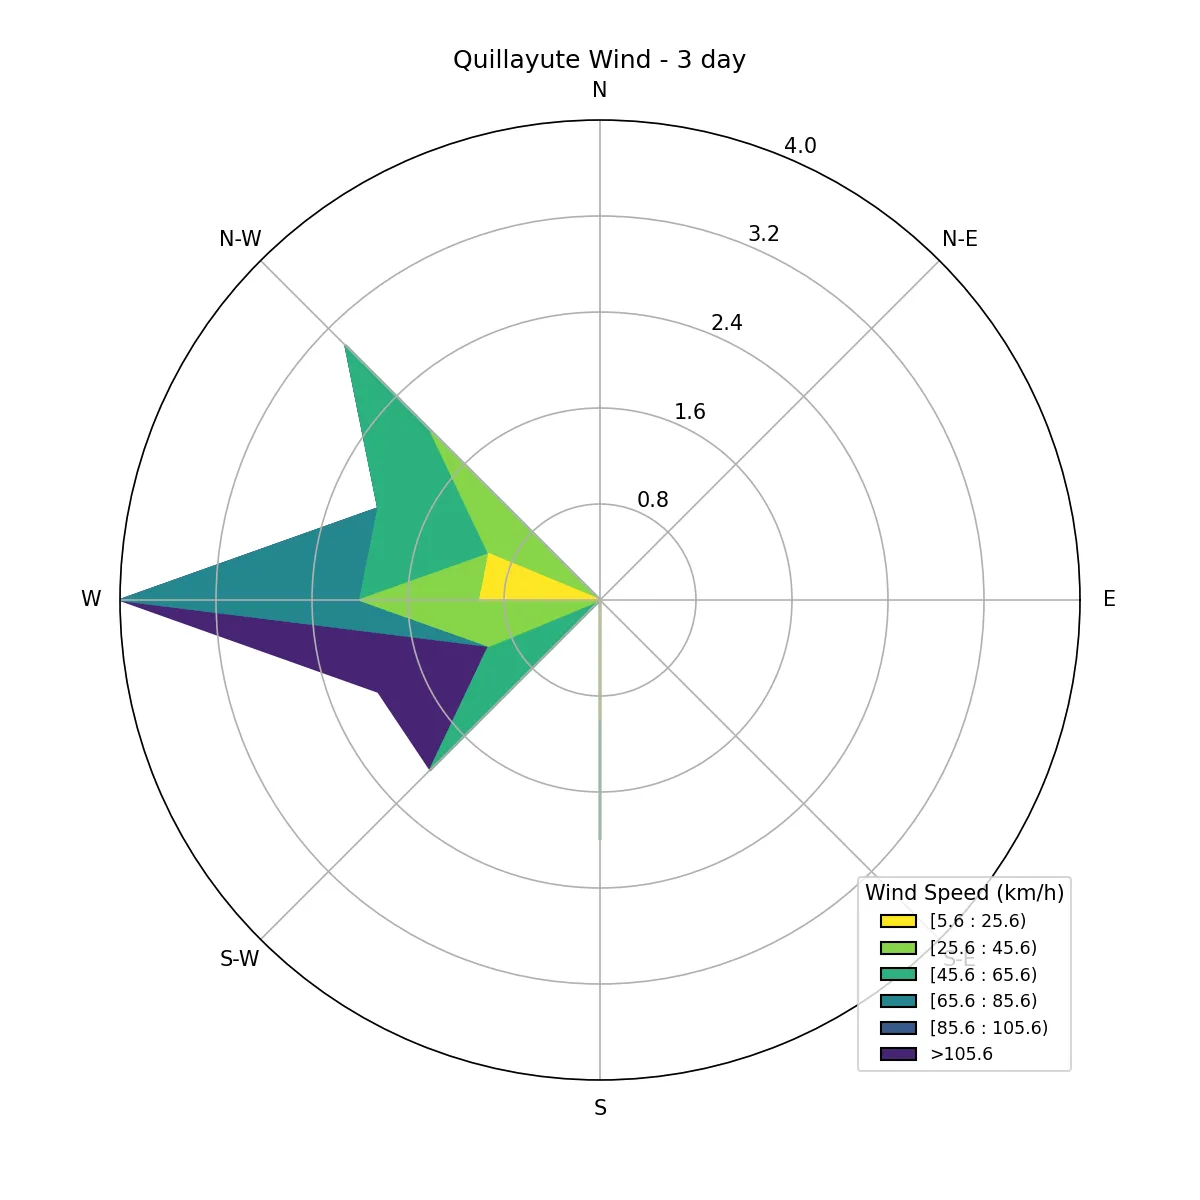 Quillayute Wind - 3 day
N
4.0
N-W
N-E
3.2
2.4
1.6
0.8
W
E
S-W
S-E
S
Wind Speed (km/h)
[5.6 : 25.6)
[25.6 : 45.6)
[45.6 : 65.6)
[65.6 : 85.6)
[85.6 : 105.6)
>105.6